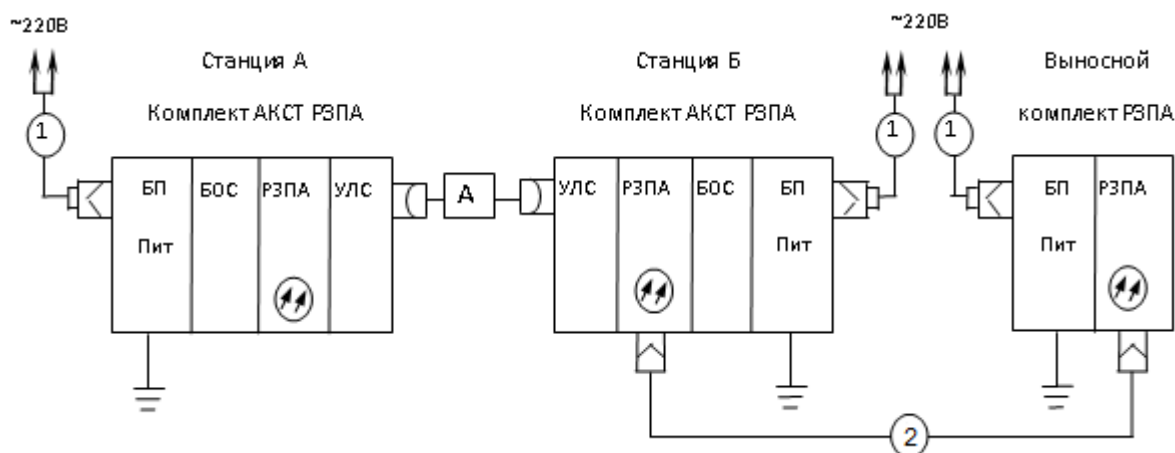 ~220В
~220В
Станция А
Станция Б
Выносной
Комплект АКСТ РЗПА
Комплект АКСТ РЗПА
комплект РЗПА
1
1
1
БП
БОС
РЗПА
УЛС
А
УЛС
РЗПА
БОС
БП
БП
РЗПА
Пит
Пит
Пит
2